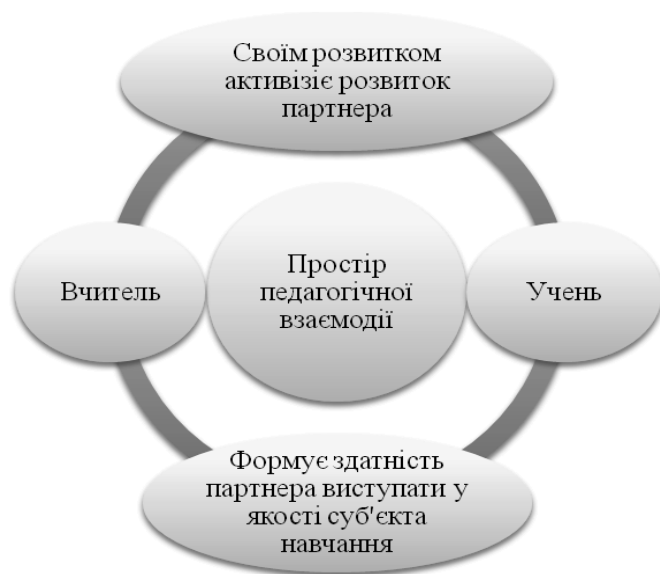 Своїм розвитком
активізіє розвиток
партнера
Вчитель
Простір
педагогічної
взаємодії
Учень
Формує здатність
партнера виступати у
якості суб'єкта
навчання